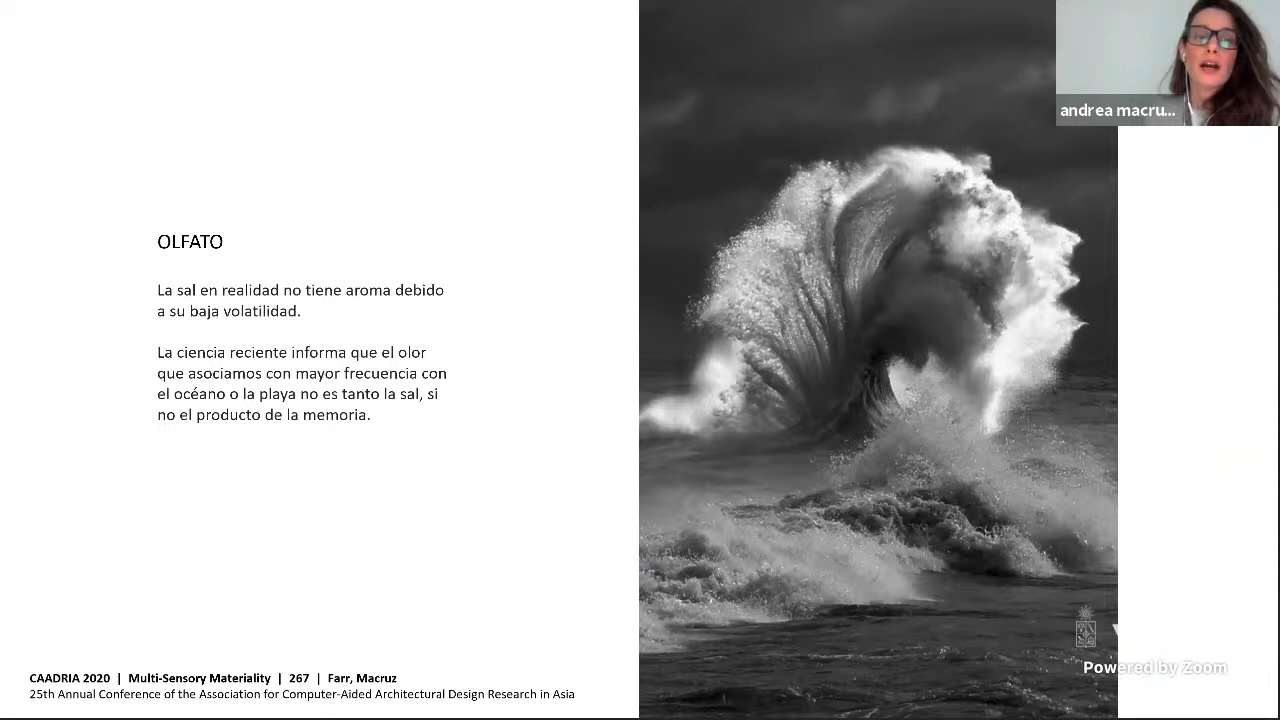 andrea macru...
OLFATO
La sal en realidad no tiene aroma debido
a su baja volatilidad.
La ciencia reciente informa que el olor
que asociamos con mayor frecuencia con
el océano o la playa no es tanto la sal, si
no el producto de la memoria.
Powered by Zoom
CAADRIA 2020 | Multi-Sensory Materiality | 267 | Farr, Macruz
25th Annual Conference of the Association for Computer-Aided Architectural Design Research in Asia